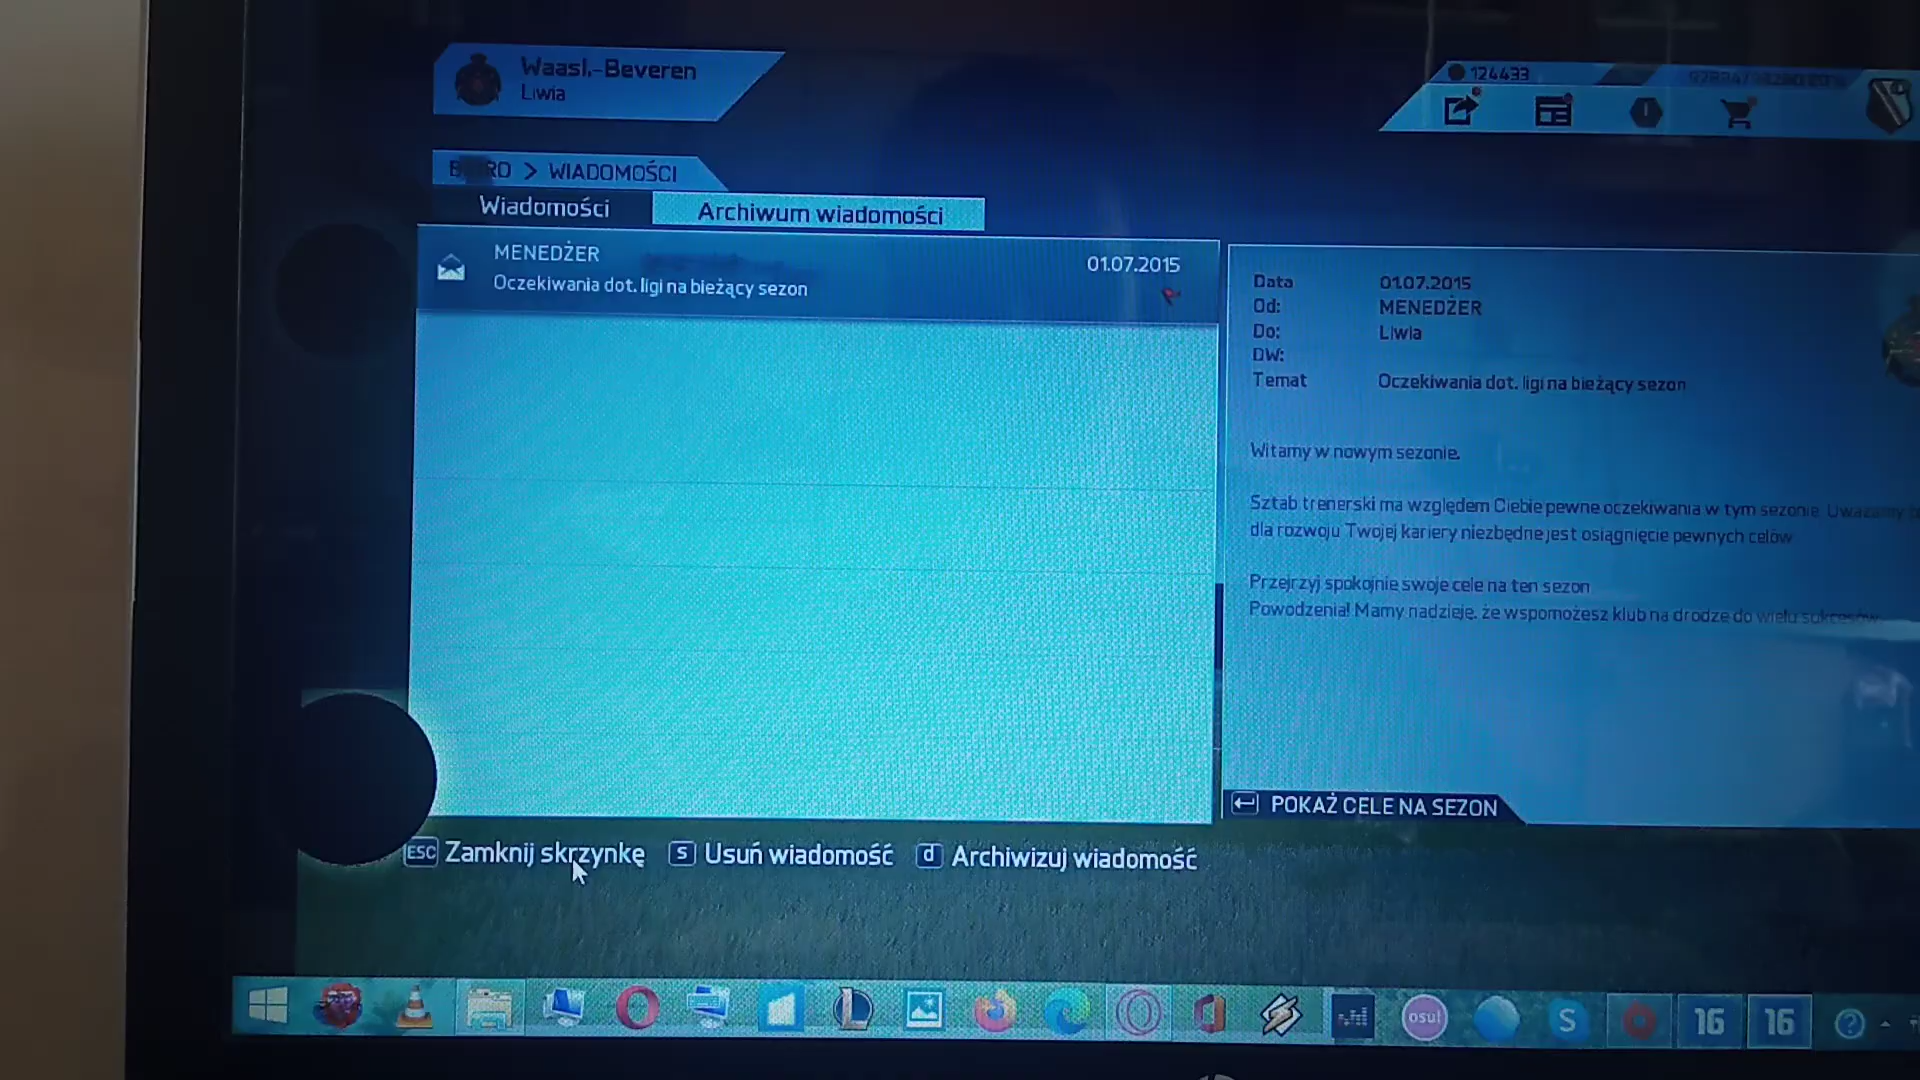 Waasl.-Beveren
Liwia
124433
BIURO > WIADOMOŚCI
Wiadomości
Archiwum wiadomości
MENEDŻER
01.07.2015
Oczekiwania dot. ligi na bieżący sezon
Data 01.07.2015
Od: MENEDŻER
Do: Liwia
DW:
Temat Oczekiwania dot. ligi na bieżący sezon
Witamy w nowym sezonie.
Sztab trenerski ma względem Ciebie pewne oczekiwania w tym sezonie. Uważamy
dla rozwoju Twojej kariery niezbędne jest osiągnięcie pewnych celów
Przejrzyj spokojnie swoje cele na ten sezon
Powodzenia! Mamy nadzieję, że wspomożesz klub na drodze do wielu sukcesów
POKAŻ CELE NA SEZON
ESC Zamknij skrzynkę S Usuń wiadomość d Archiwizuj wiadomość
osu!
S
16
16
?